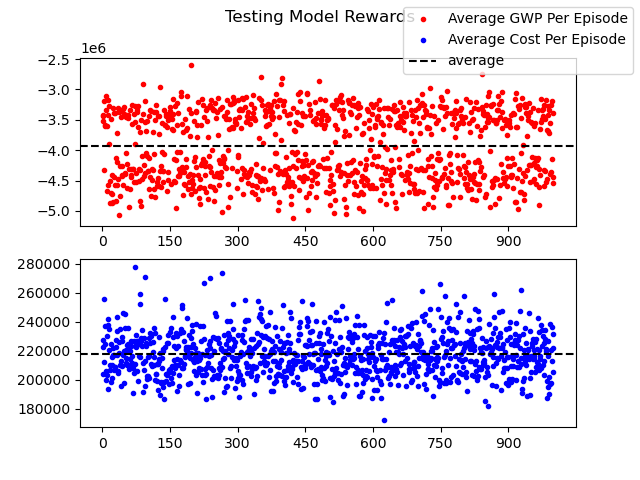 Testing Model Rewards
Average GWP Per Episode
Average Cost Per Episode
average
1e6
−2.5
−3.0
−3.5
−4.0
−4.5
−5.0
0 150 300 450 600 750 900
280000
260000
240000
220000
200000
180000
0 150 300 450 600 750 900